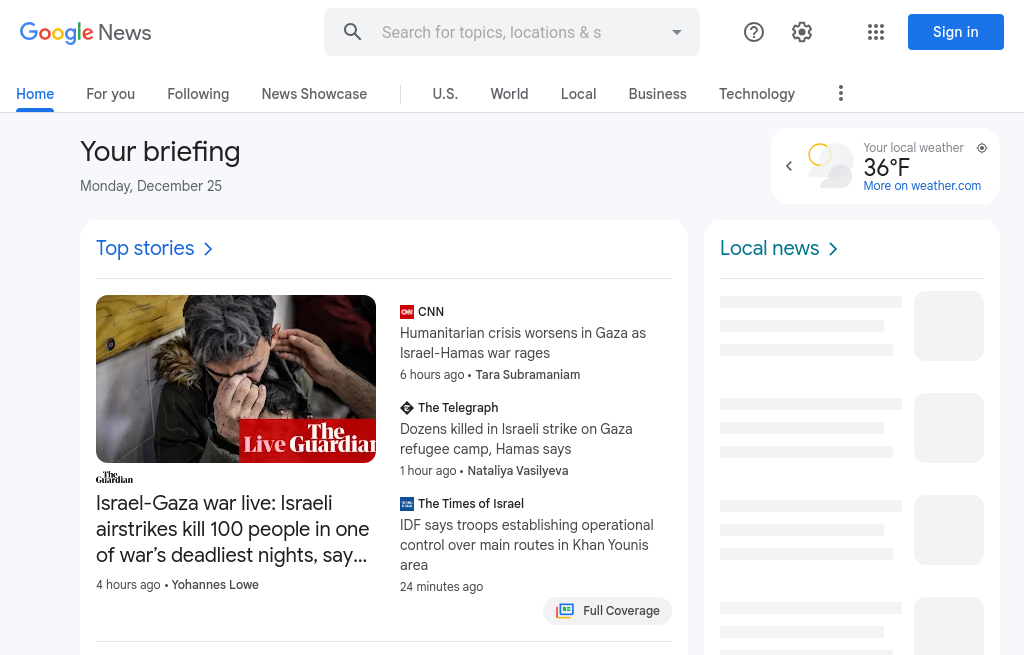 Google News
Search for topics, locations & s
Sign in
Home
For you
Following
News Showcase
U.S.
World
Local
Business
Technology
Your briefing
Monday, December 25
Your local weather
36°F
More on weather.com
Top stories
Local news
Live The Guardian
The Guardian
Israel-Gaza war live: Israeli
airstrikes kill 100 people in one
of war’s deadliest nights, say...
4 hours ago • Yohannes Lowe
CNN
CNN
Humanitarian crisis worsens in Gaza as
Israel-Hamas war rages
6 hours ago • Tara Subramaniam
The Telegraph
Dozens killed in Israeli strike on Gaza
refugee camp, Hamas says
1 hour ago • Nataliya Vasilyeva
The Times of Israel
IDF says troops establishing operational
control over main routes in Khan Younis
area
24 minutes ago
Full Coverage